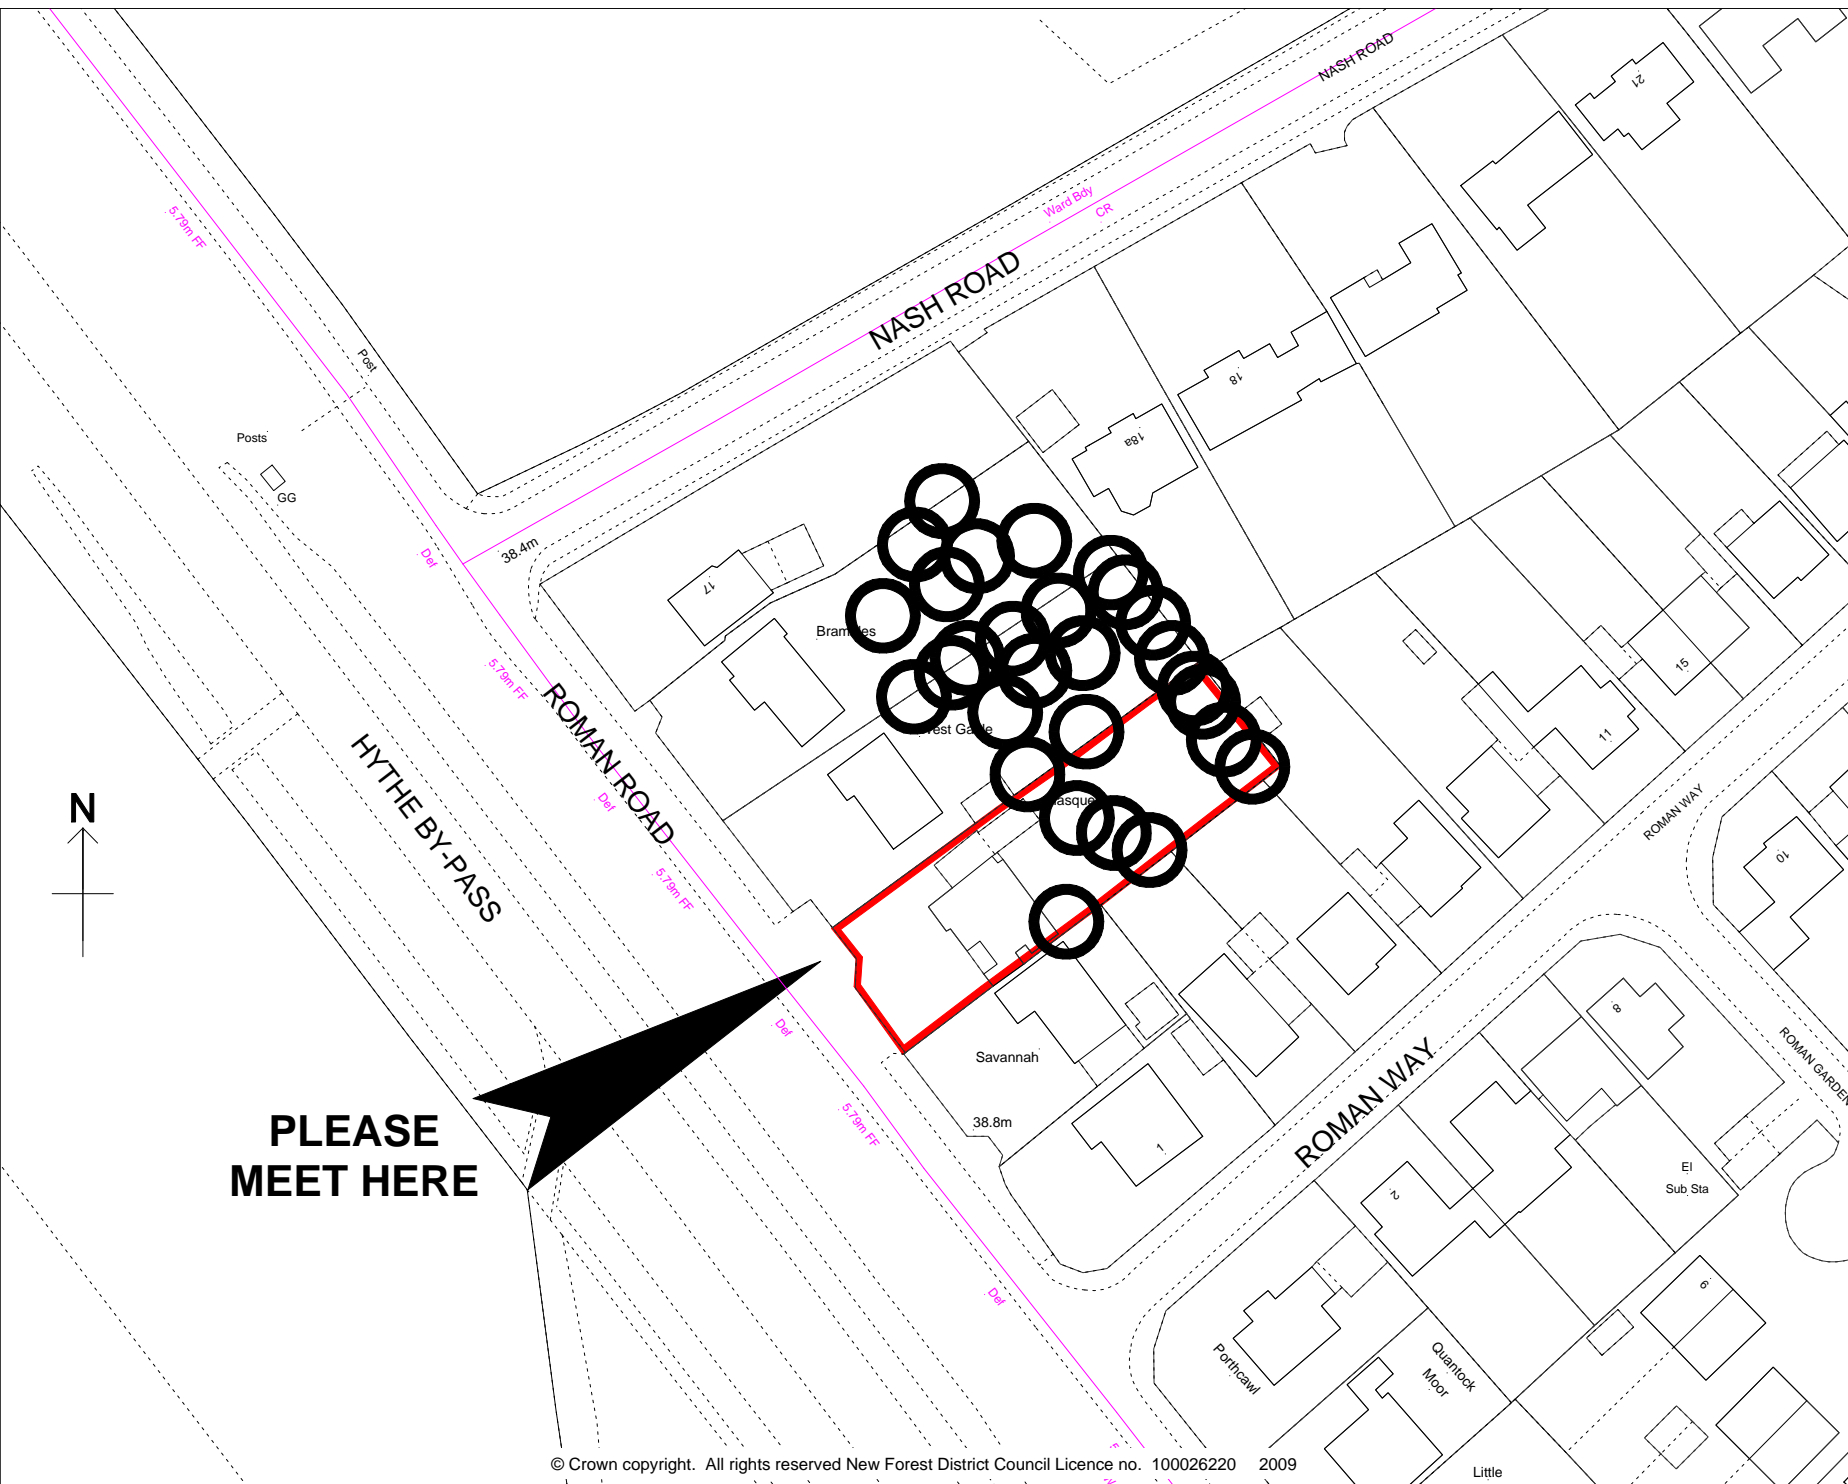 NASH ROAD
21
Ward Bdy
CR
5.79m FF
NASH ROAD
Post
18
Posts
18a
GG
38.4m
Def
17
Brambles
5.79m FF
15
ROMAN ROAD
11
HYTHE BY-PASS
Def
N
ROMAN WAY
10
5.79m FF
8
Def
ROMAN GARDEN
Savannah
ROMAN WAY
PLEASE
MEET HERE
38.8m
5.79m FF
1
El
Sub Sta
2
Def
6
Porthcawl
Quantock
Moor
© Crown copyright. All rights reserved New Forest District Council Licence no. 100026220 2009
Little